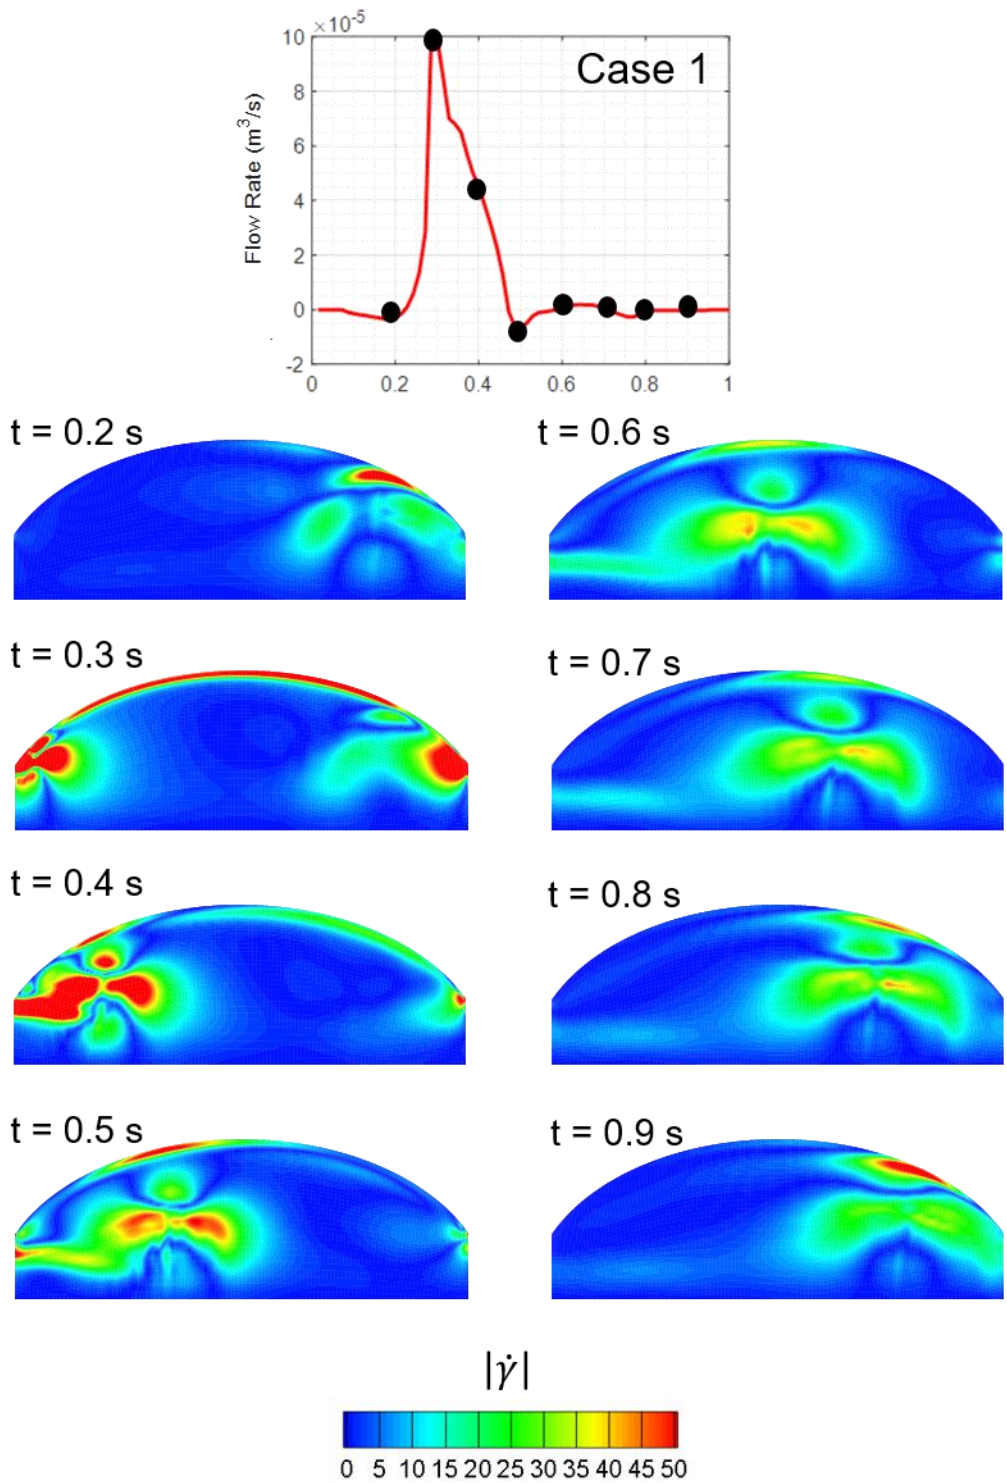 ×10⁻⁵
10
Case 1
8
6
4
2
0
-2
Flow Rate (m³/s)
0 0.2 0.4 0.6 0.8 1
t = 0.2 s
t = 0.6 s
t = 0.3 s
t = 0.7 s
t = 0.4 s
t = 0.8 s
t = 0.5 s
t = 0.9 s
|γ̇|
0 5 10 15 20 25 30 35 40 45 50